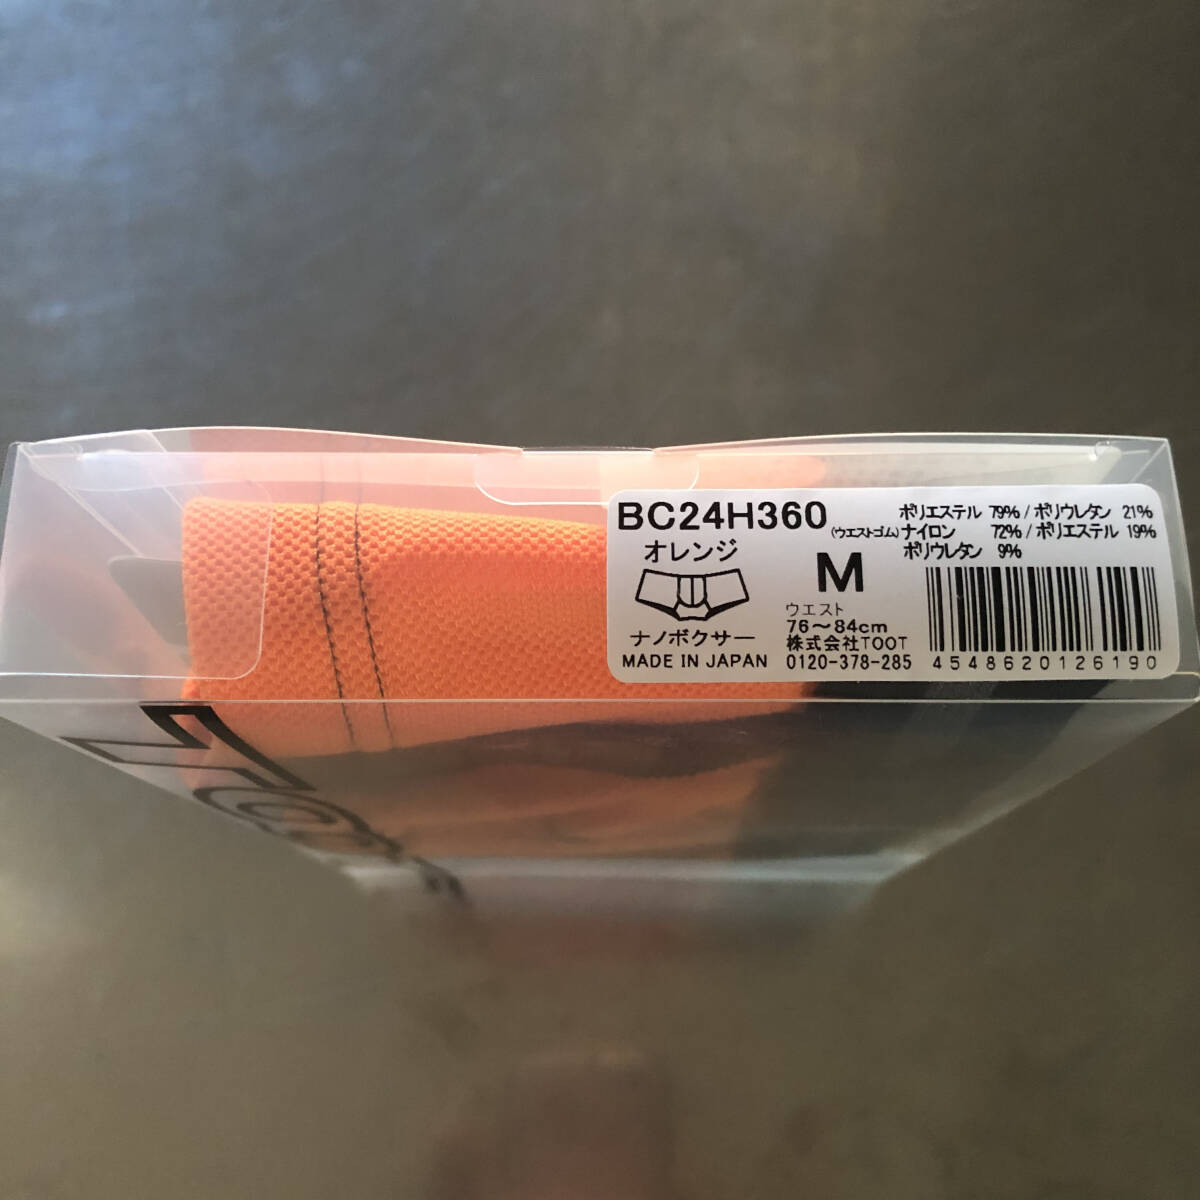 BC24H360
オレンジ
ナノボクサー
MADE IN JAPAN
M
ウエスト
76～84cm
株式会社TOOT
0120-378-285
ポリエステル 79% / ポリウレタン 21%
(ウエストゴム) ナイロン 72% / ポリエステル 19%
ポリウレタン 9%
4548620126190